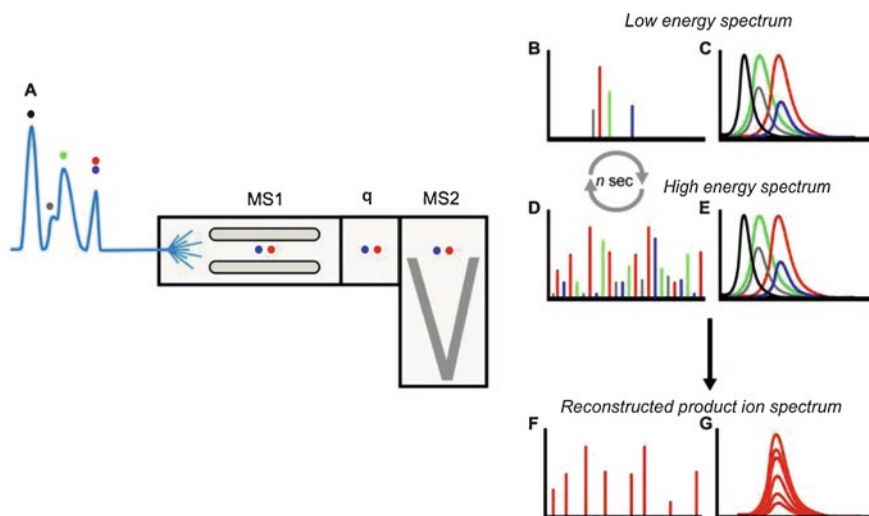 Low energy spectrum
B
C
A
n sec
High energy spectrum
MS1
q
MS2
D
E
Reconstructed product ion spectrum
F
G